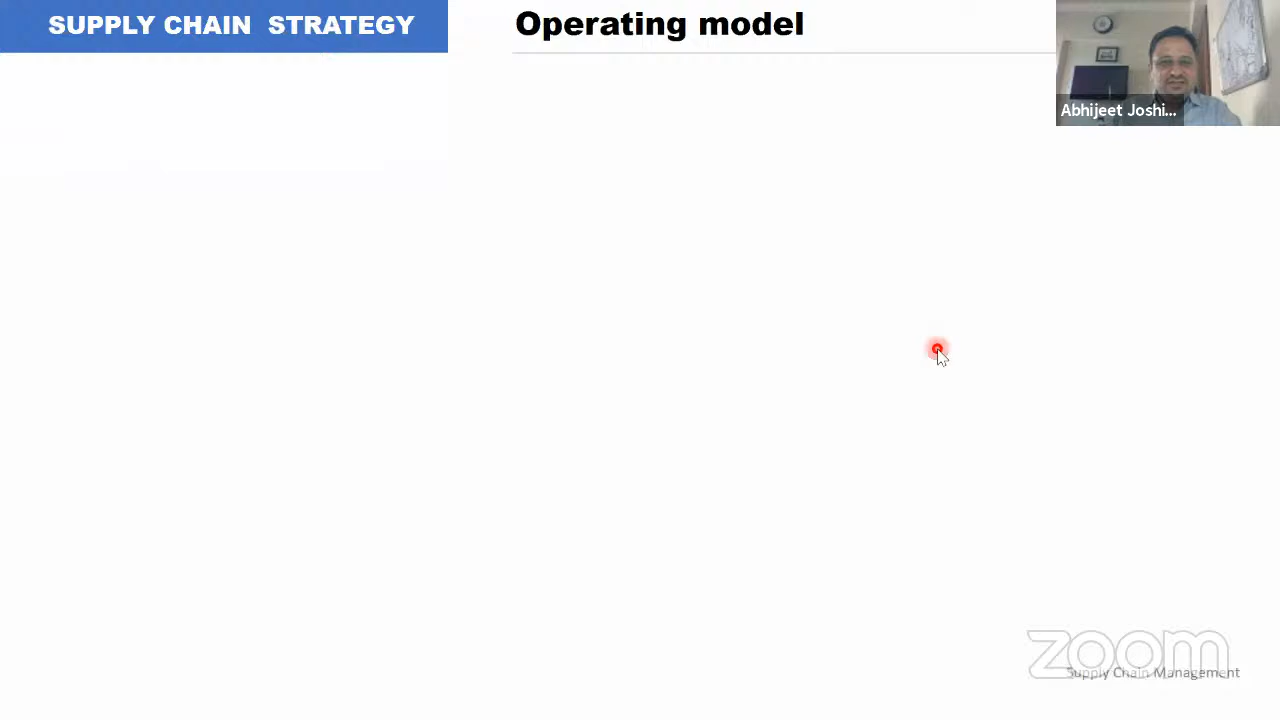 SUPPLY CHAIN STRATEGY
Operating model
Abhijeet Joshi...
zoom
Supply Chain Management